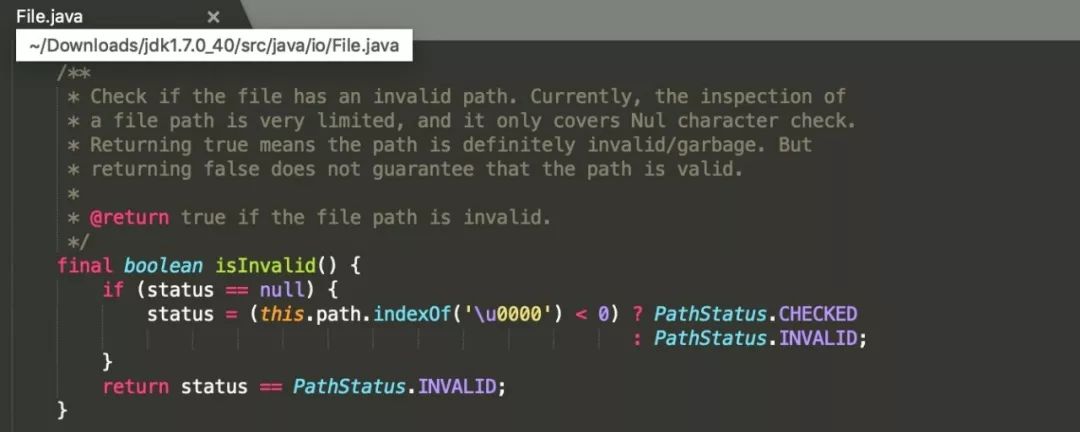 File.java ×
~/Downloads/jdk1.7.0_40/src/java/io/File.java
/**
* Check if the file has an invalid path. Currently, the inspection of
* a file path is very limited, and it only covers Nul character check.
* Returning true means the path is definitely invalid/garbage. But
* returning false does not guarantee that the path is valid.
*
* @return true if the file path is invalid.
*/
final boolean isInvalid() {
if (status == null) {
status = (this.path.indexOf('\u0000') < 0) ? PathStatus.CHECKED
: PathStatus.INVALID;
}
return status == PathStatus.INVALID;
}